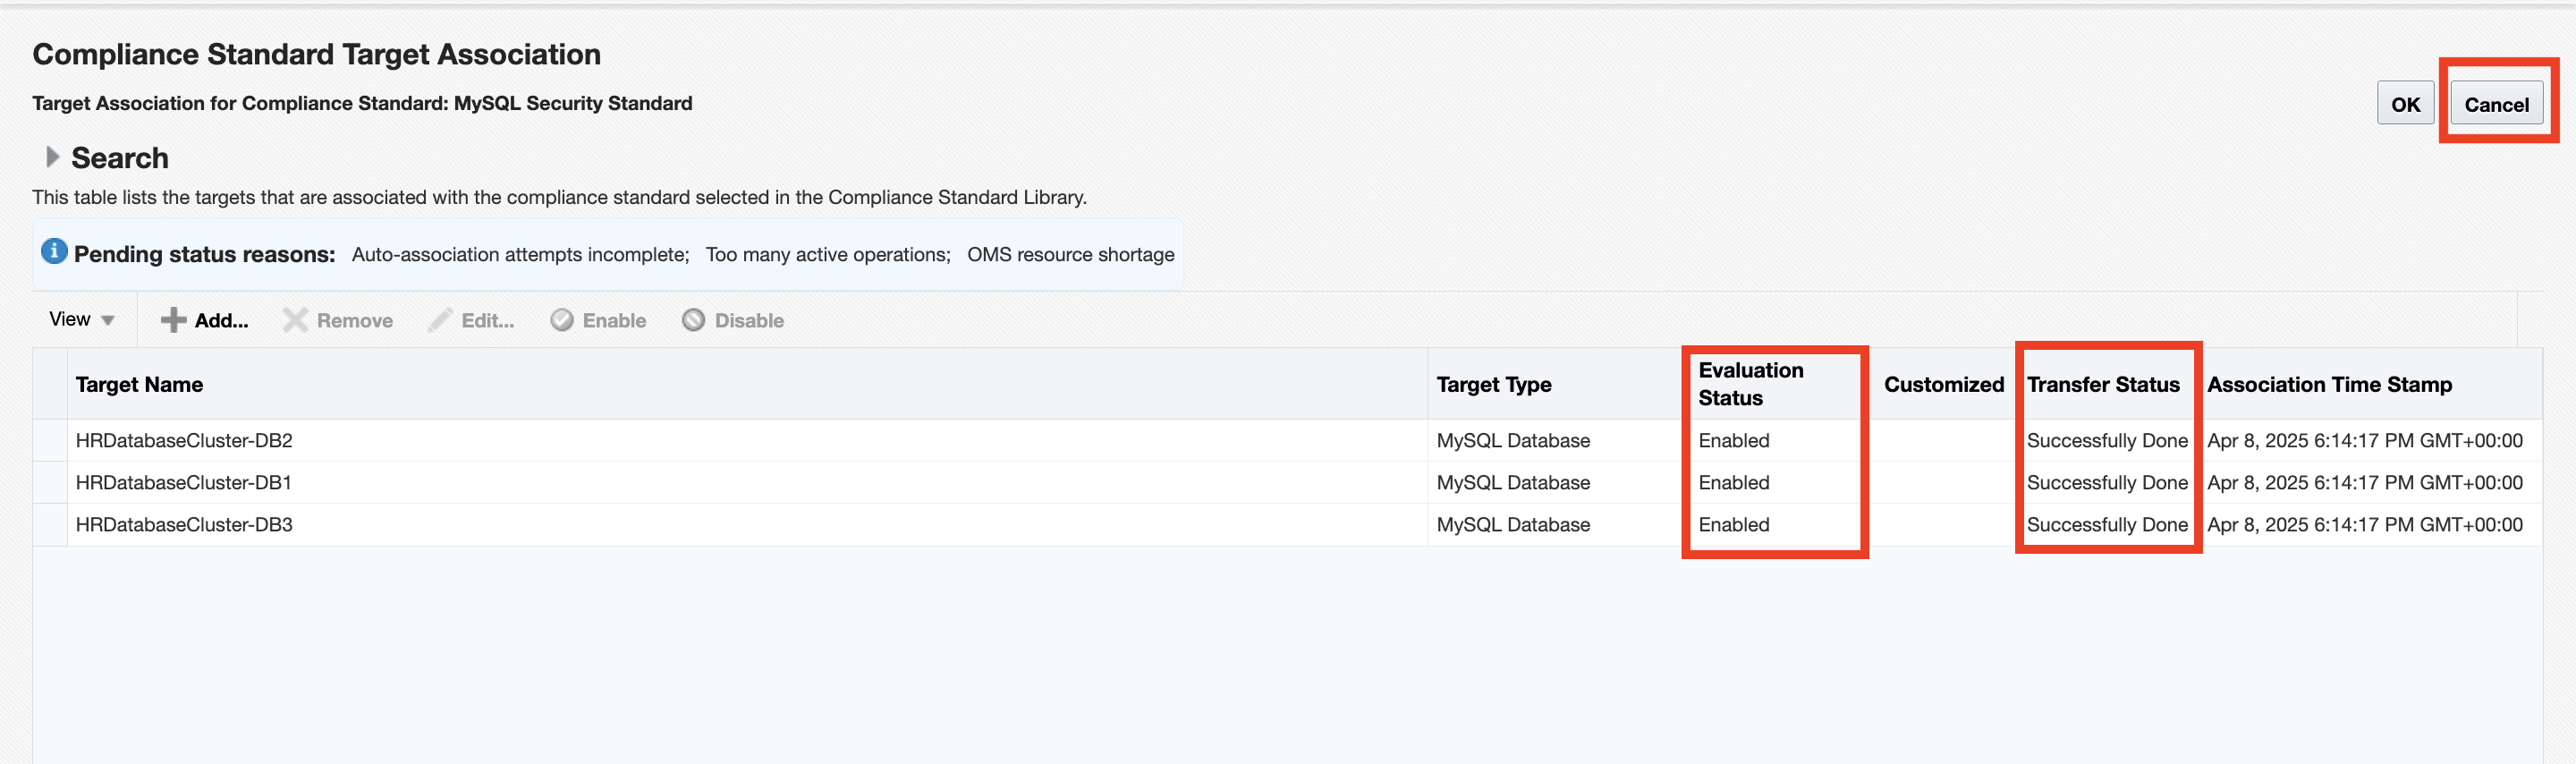 Compliance Standard Target Association
Target Association for Compliance Standard: MySQL Security Standard
OK Cancel
Search
This table lists the targets that are associated with the compliance standard selected in the Compliance Standard Library.
Pending status reasons: Auto-association attempts incomplete; Too many active operations; OMS resource shortage
View Add... Remove Edit... Enable Disable
Target Name Target Type Evaluation Status Customized Transfer Status Association Time Stamp
HRDatabaseCluster-DB2 MySQL Database Enabled Successfully Done Apr 8, 2025 6:14:17 PM GMT+00:00
HRDatabaseCluster-DB1 MySQL Database Enabled Successfully Done Apr 8, 2025 6:14:17 PM GMT+00:00
HRDatabaseCluster-DB3 MySQL Database Enabled Successfully Done Apr 8, 2025 6:14:17 PM GMT+00:00